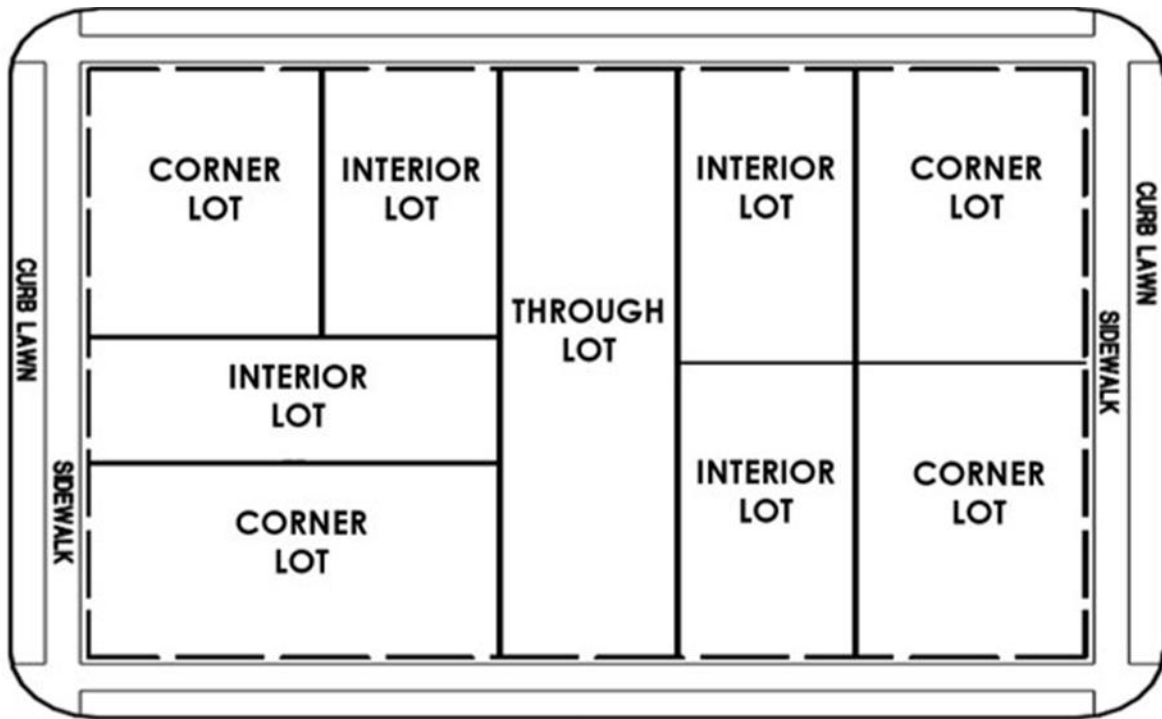 CORNER
LOT
INTERIOR
LOT
INTERIOR
LOT
CORNER
LOT
CURB LAWN
CURB LAWN
THROUGH
LOT
SIDEWALK
INTERIOR
LOT
SIDEWALK
INTERIOR
LOT
CORNER
LOT
CORNER
LOT